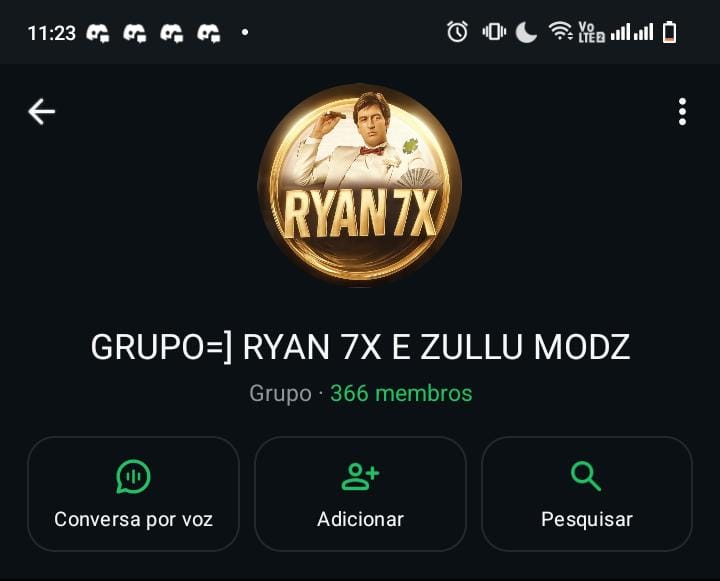 11:23
Vo
LTE2
RYAN 7X
GRUPO=] RYAN 7X E ZULLU MODZ
Grupo · 366 membros
Conversa por voz
Adicionar
Pesquisar